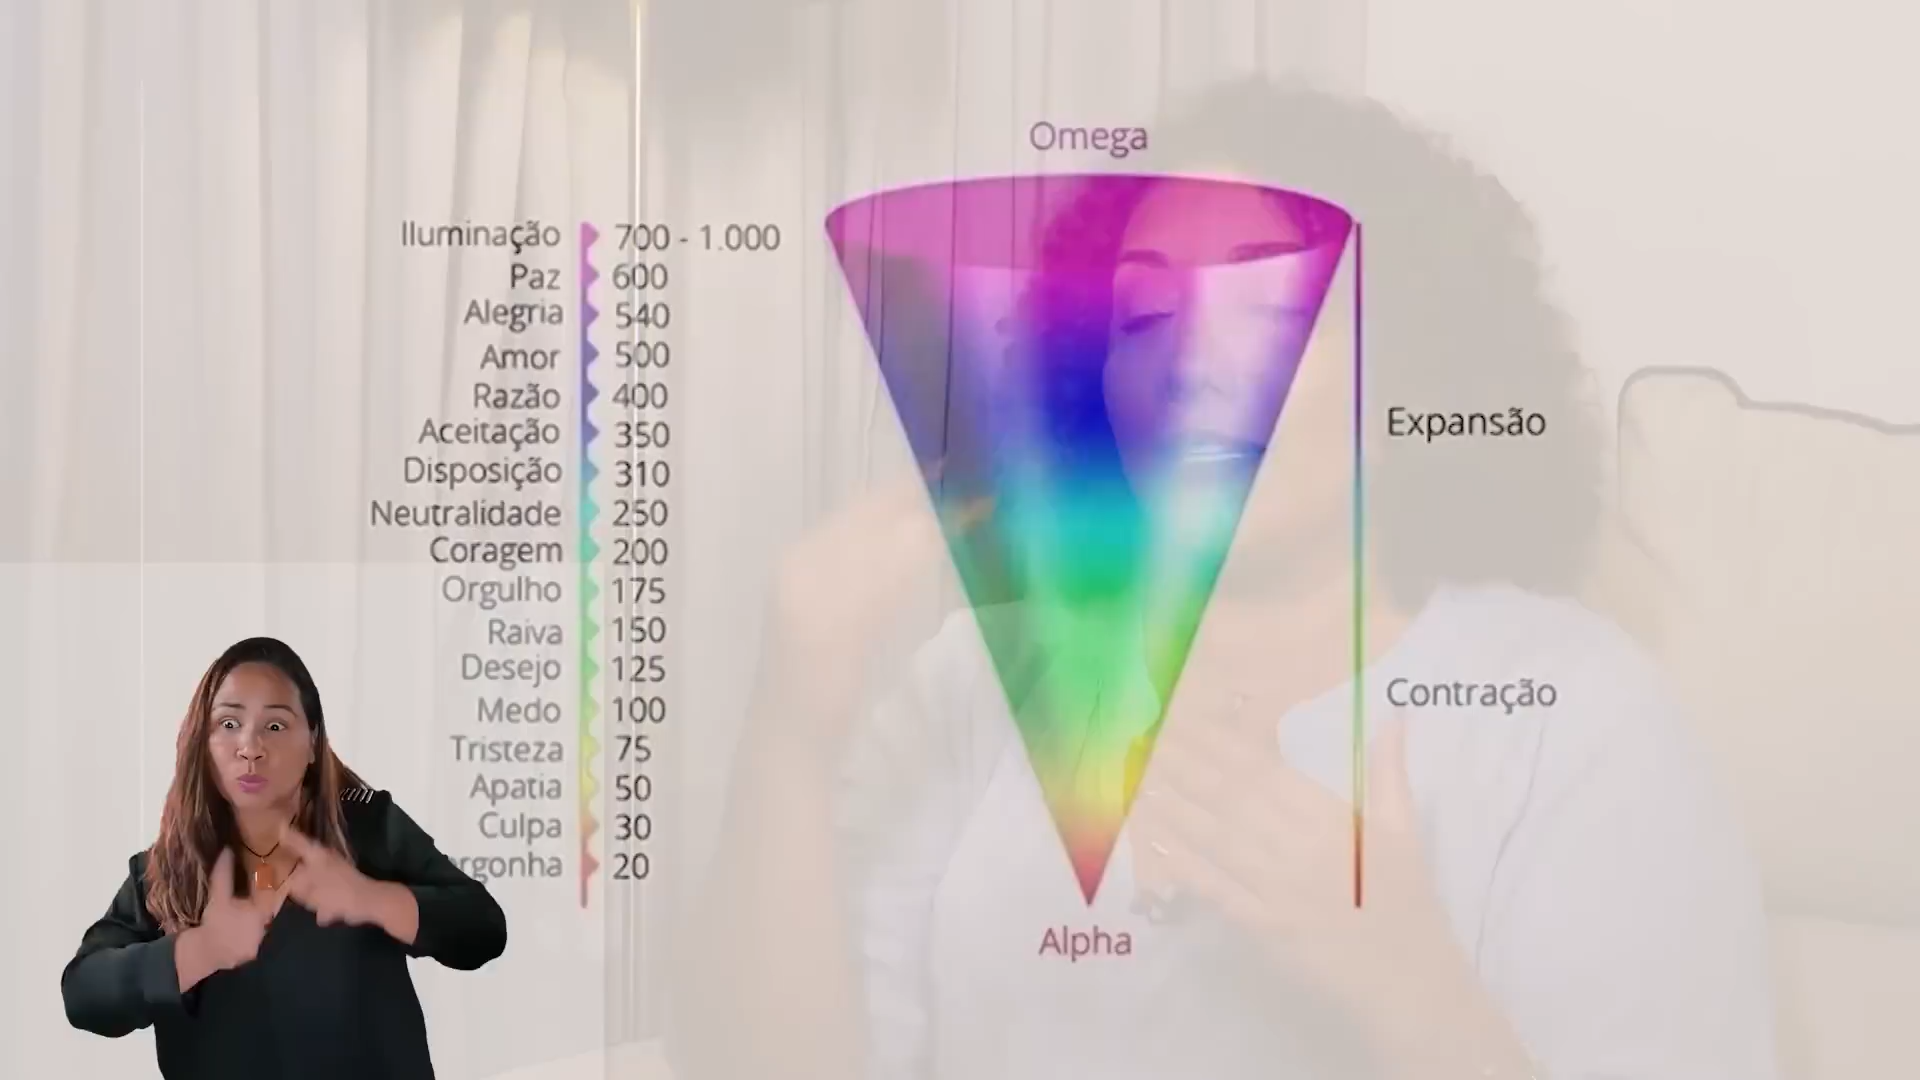 Omega
Iluminação 700 - 1.000
Paz 600
Alegria 540
Amor 500
Razão 400
Aceitação 350
Disposição 310
Neutralidade 250
Coragem 200
Orgulho 175
Raiva 150
Desejo 125
Medo 100
Tristeza 75
Apatia 50
Culpa 30
rgonha 20
Expansão
Contração
Alpha